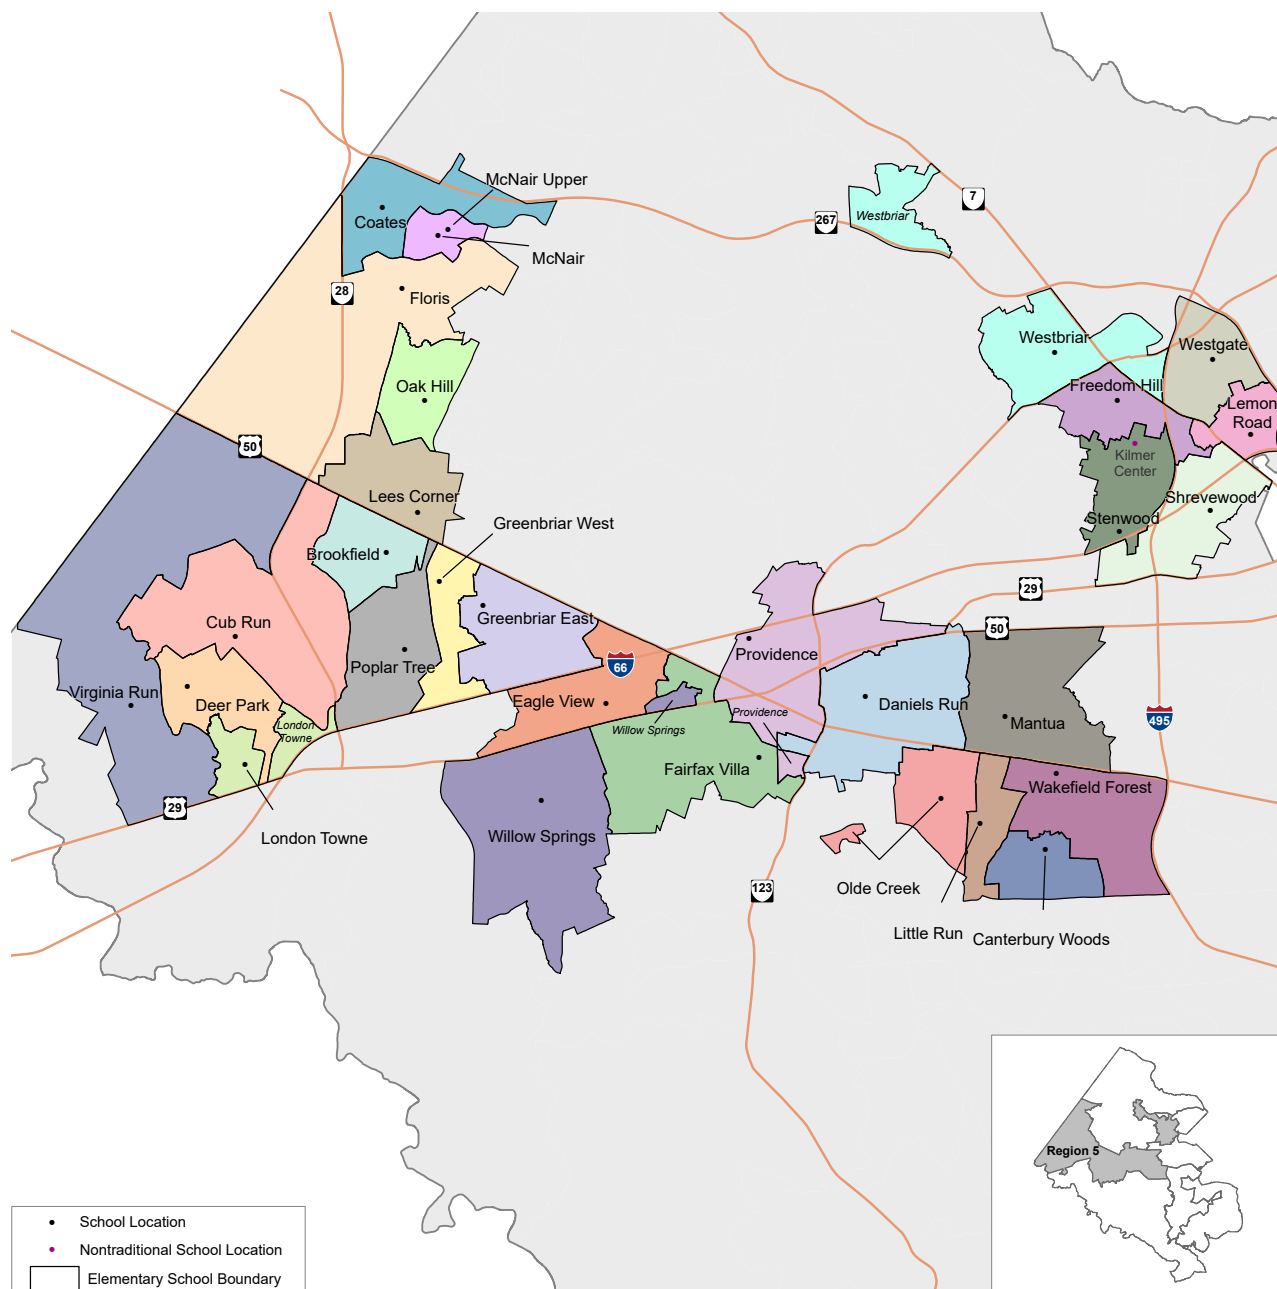 McNair Upper
Coates
7
Westbriar
267
McNair
28
Floris
Westbriar
Westgate
Oak Hill
Freedom Hill
Lemon
Road
50
Kilmer
Center
Lees Corner
Shrevewood
Greenbriar West
Stenwood
Brookfield
29
Greenbriar East
Cub Run
50
Providence
Poplar Tree
66
Virginia Run
Deer Park
Eagle View
Daniels Run
Providence
London
Towne
Willow Springs
Mantua
495
Fairfax Villa
Wakefield Forest
29
London Towne
Willow Springs
123
Olde Creek
Little Run
Canterbury Woods
Region 5
School Location
Nontraditional School Location
Elementary School Boundary